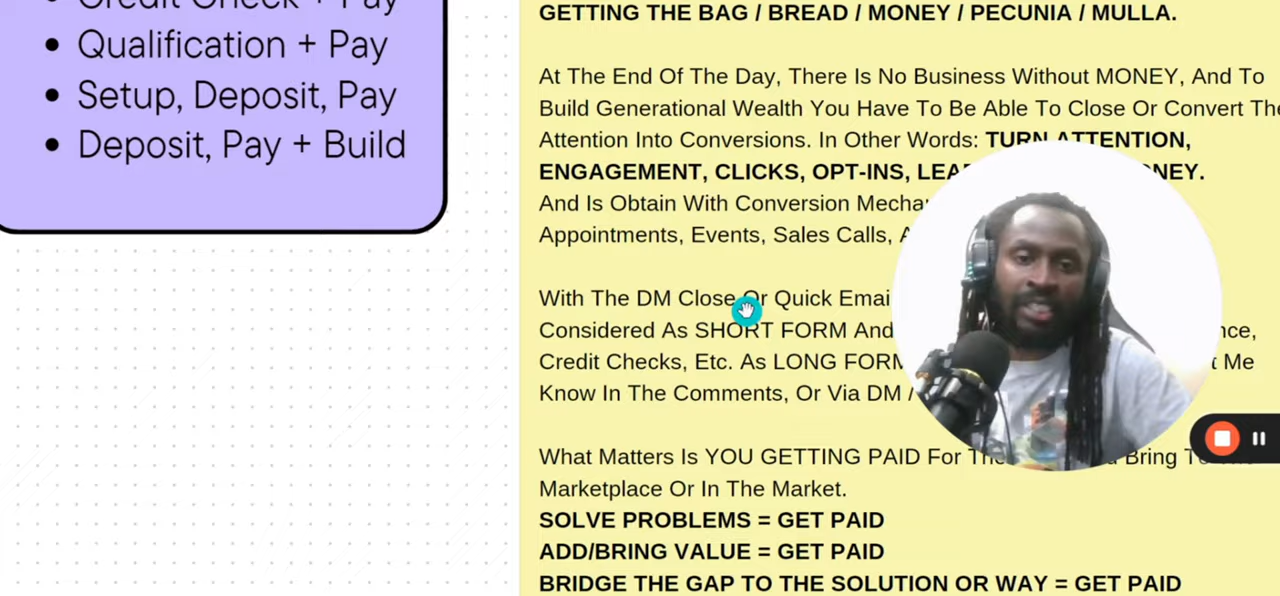 Credit Check + Pay
Qualification + Pay
Setup, Deposit, Pay
Deposit, Pay + Build
GETTING THE BAG / BREAD / MONEY / PECUNIA / MULLA.
At The End Of The Day, There Is No Business Without MONEY, And To
Build Generational Wealth You Have To Be Able To Close Or Convert The
Attention Into Conversions. In Other Words: TURN ATTENTION,
ENGAGEMENT, CLICKS, OPT-INS, MONEY.
And Is Obtain With Conversion
Appointments, Events, Sales Calls,
With The DM Close Or Quick
Considered As SHORT FORM And
Credit Checks, Etc. As LONG FORM
Know In The Comments, Or Via DM /
What Matters Is YOU GETTING PAID For
Marketplace Or In The Market.
SOLVE PROBLEMS = GET PAID
ADD/BRING VALUE = GET PAID
BRIDGE THE GAP TO THE SOLUTION OR WAY = GET PAID